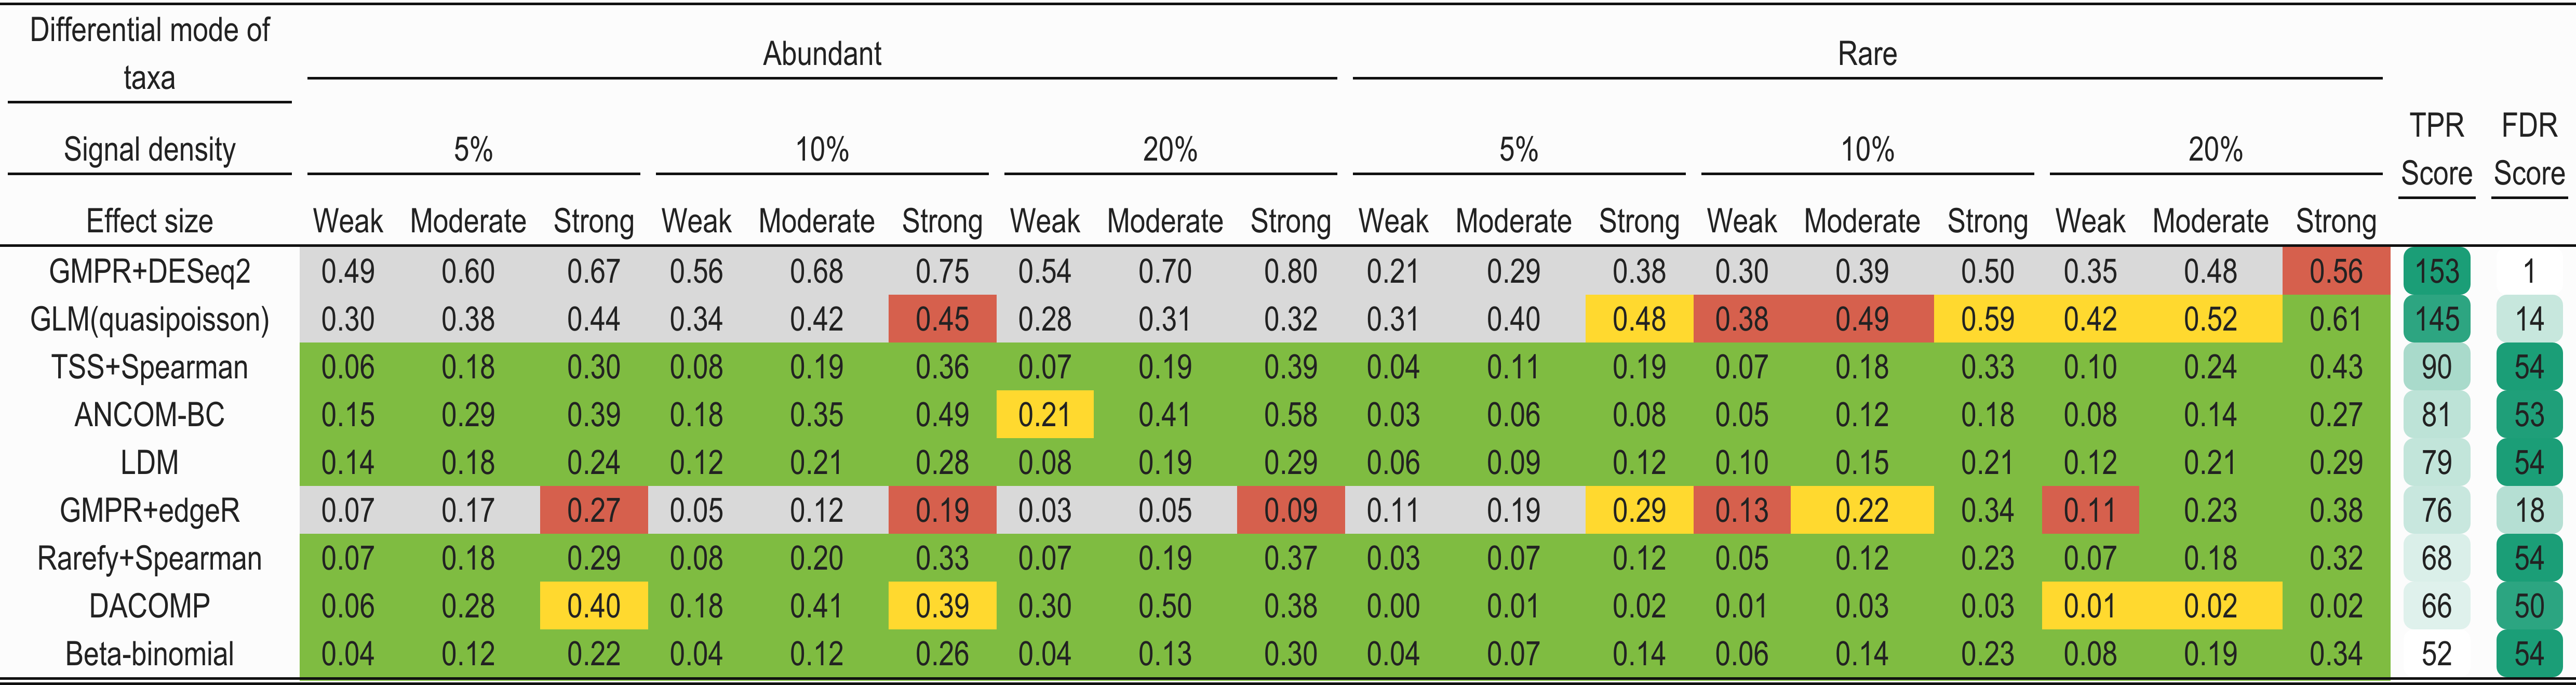 Differential mode of
taxa
Abundant
Rare
Signal density
5%
10%
20%
5%
10%
20%
TPR
Score
FDR
Score
Effect size Weak Moderate Strong Weak Moderate Strong Weak Moderate Strong Weak Moderate Strong Weak Moderate Strong Weak Moderate Strong
GMPR+DESeq2 0.49 0.60 0.67 0.56 0.68 0.75 0.54 0.70 0.80 0.21 0.29 0.38 0.30 0.39 0.50 0.35 0.48 0.56 153 1
GLM(quasipoisson) 0.30 0.38 0.44 0.34 0.42 0.45 0.28 0.31 0.32 0.31 0.40 0.48 0.38 0.49 0.59 0.42 0.52 0.61 145 14
TSS+Spearman 0.06 0.18 0.30 0.08 0.19 0.36 0.07 0.19 0.39 0.04 0.11 0.19 0.07 0.18 0.33 0.10 0.24 0.43 90 54
ANCOM-BC 0.15 0.29 0.39 0.18 0.35 0.49 0.21 0.41 0.58 0.03 0.06 0.08 0.05 0.12 0.18 0.08 0.14 0.27 81 53
LDM 0.14 0.18 0.24 0.12 0.21 0.28 0.08 0.19 0.29 0.06 0.09 0.12 0.10 0.15 0.21 0.12 0.21 0.29 79 54
GMPR+edgeR 0.07 0.17 0.27 0.05 0.12 0.19 0.03 0.05 0.09 0.11 0.19 0.29 0.13 0.22 0.34 0.11 0.23 0.38 76 18
Rarefy+Spearman 0.07 0.18 0.29 0.08 0.20 0.33 0.07 0.19 0.37 0.03 0.07 0.12 0.05 0.12 0.23 0.07 0.18 0.32 68 54
DACOMP 0.06 0.28 0.40 0.18 0.41 0.39 0.30 0.50 0.38 0.00 0.01 0.02 0.01 0.03 0.03 0.01 0.02 0.02 66 50
Beta-binomial 0.04 0.12 0.22 0.04 0.12 0.26 0.04 0.13 0.30 0.04 0.07 0.14 0.06 0.14 0.23 0.08 0.19 0.34 52 54